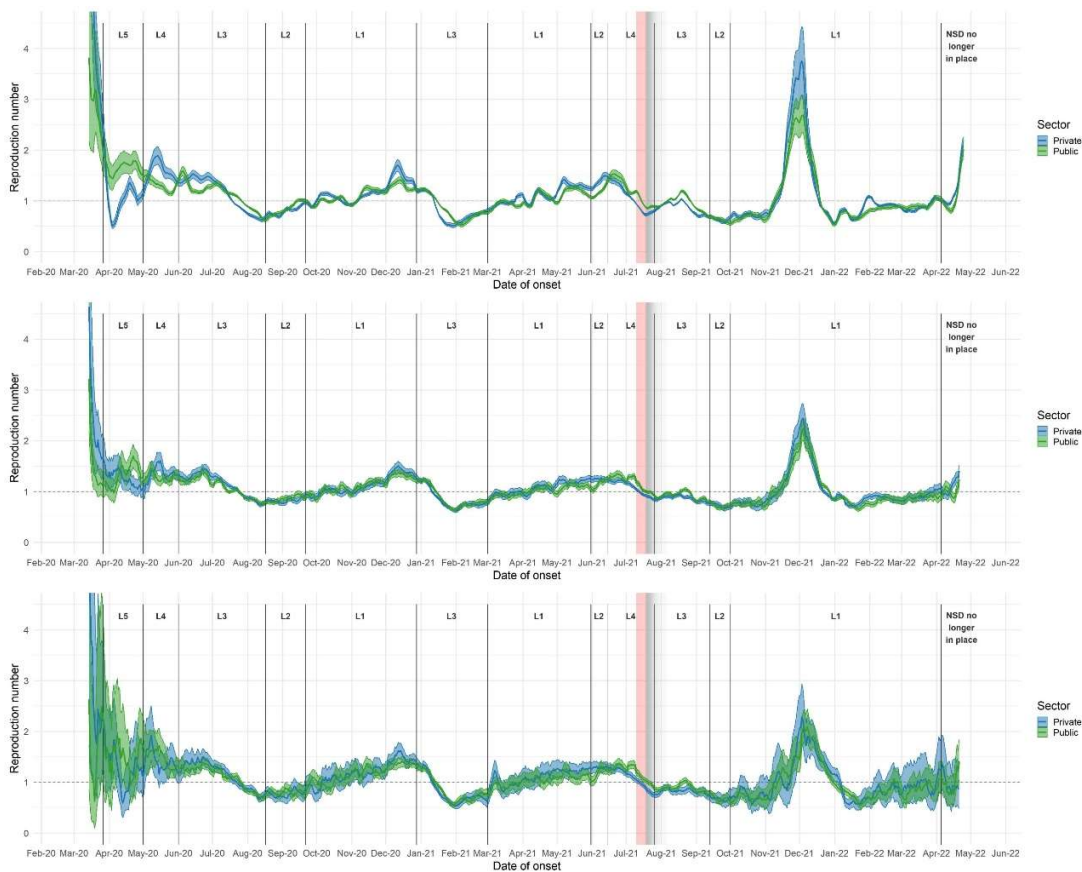 L5 L4 L3 L2 L1 L3 L1 L2 L4 L3 L2 L1 NSD no
longer
in place
4
3
2
1
0
Reproduction number
Sector
Private
Public
Feb-20 Mar-20 Apr-20 May-20 Jun-20 Jul-20 Aug-20 Sep-20 Oct-20 Nov-20 Dec-20 Jan-21 Feb-21 Mar-21 Apr-21 May-21 Jun-21 Jul-21 Aug-21 Sep-21 Oct-21 Nov-21 Dec-21 Jan-22 Feb-22 Mar-22 Apr-22 May-22 Jun-22
Date of onset
L5 L4 L3 L2 L1 L3 L1 L2 L4 L3 L2 L1 NSD no
longer
in place
4
3
2
1
0
Reproduction number
Sector
Private
Public
Feb-20 Mar-20 Apr-20 May-20 Jun-20 Jul-20 Aug-20 Sep-20 Oct-20 Nov-20 Dec-20 Jan-21 Feb-21 Mar-21 Apr-21 May-21 Jun-21 Jul-21 Aug-21 Sep-21 Oct-21 Nov-21 Dec-21 Jan-22 Feb-22 Mar-22 Apr-22 May-22 Jun-22
Date of onset
L5 L4 L3 L2 L1 L3 L1 L2 L4 L3 L2 L1 NSD no
longer
in place
4
3
2
1
0
Reproduction number
Sector
Private
Public
Feb-20 Mar-20 Apr-20 May-20 Jun-20 Jul-20 Aug-20 Sep-20 Oct-20 Nov-20 Dec-20 Jan-21 Feb-21 Mar-21 Apr-21 May-21 Jun-21 Jul-21 Aug-21 Sep-21 Oct-21 Nov-21 Dec-21 Jan-22 Feb-22 Mar-22 Apr-22 May-22 Jun-22
Date of onset